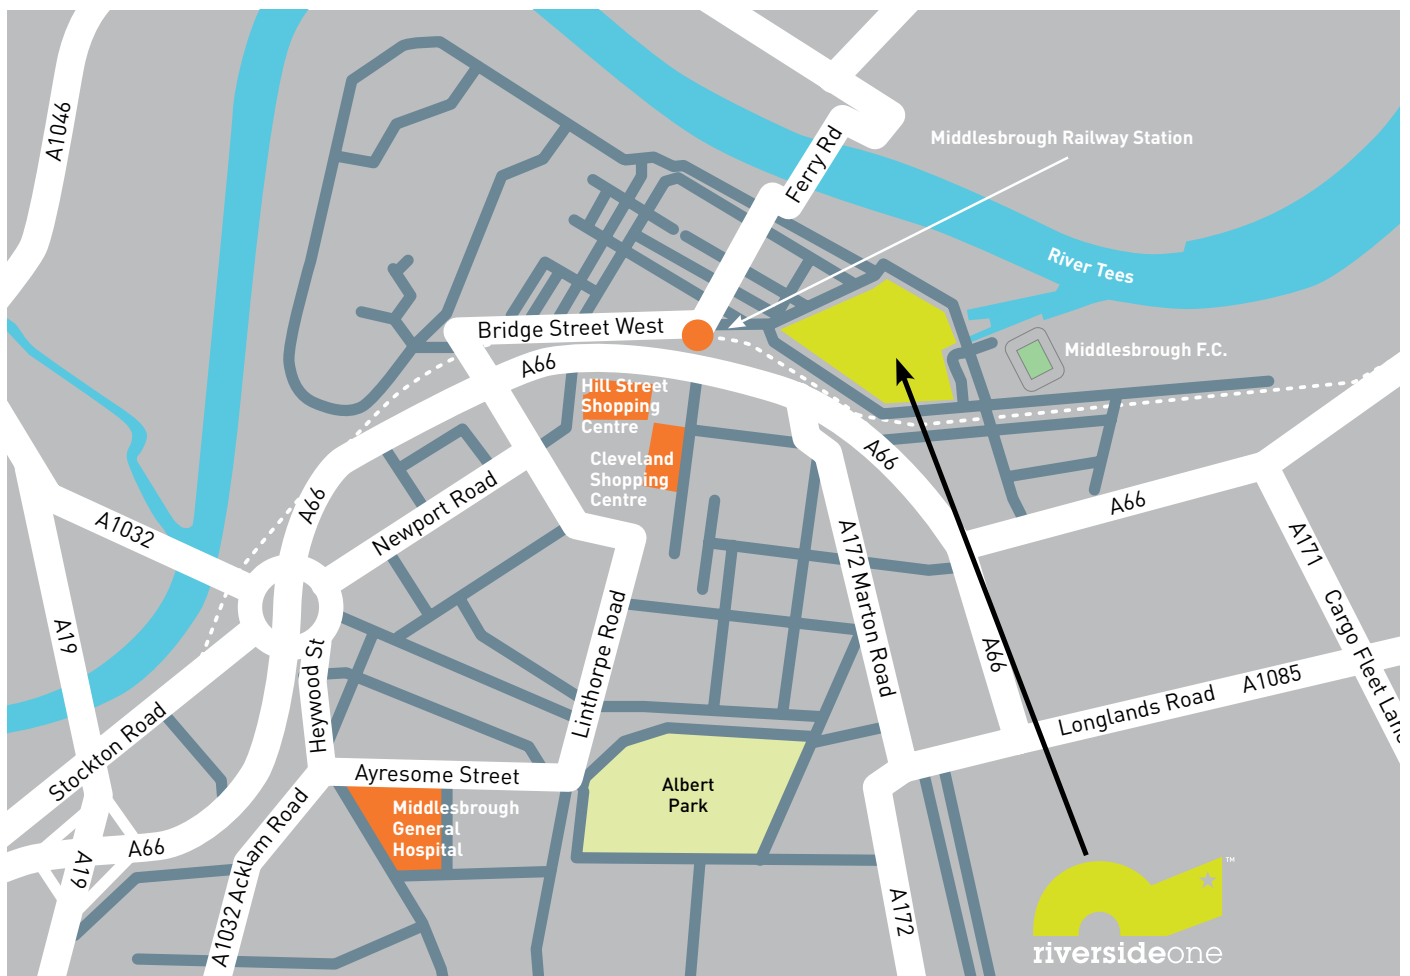 A1046
Ferry Rd
Middlesbrough Railway Station
River Tees
Bridge Street West
Middlesbrough F.C.
A66
Hill Street
Shopping
Centre
Cleveland
Shopping
Centre
A66
A66
A66
Newport Road
A1032
A172 Marton Road
A171
Cargo Fleet Lane
A19
Heywood St
Linthorpe Road
A66
Longlands Road
A1085
Stockton Road
Ayresome Street
Albert
Park
Middlesbrough
General
Hospital
A66
A19
A1032 Acklam Road
A172
TM
riversideone